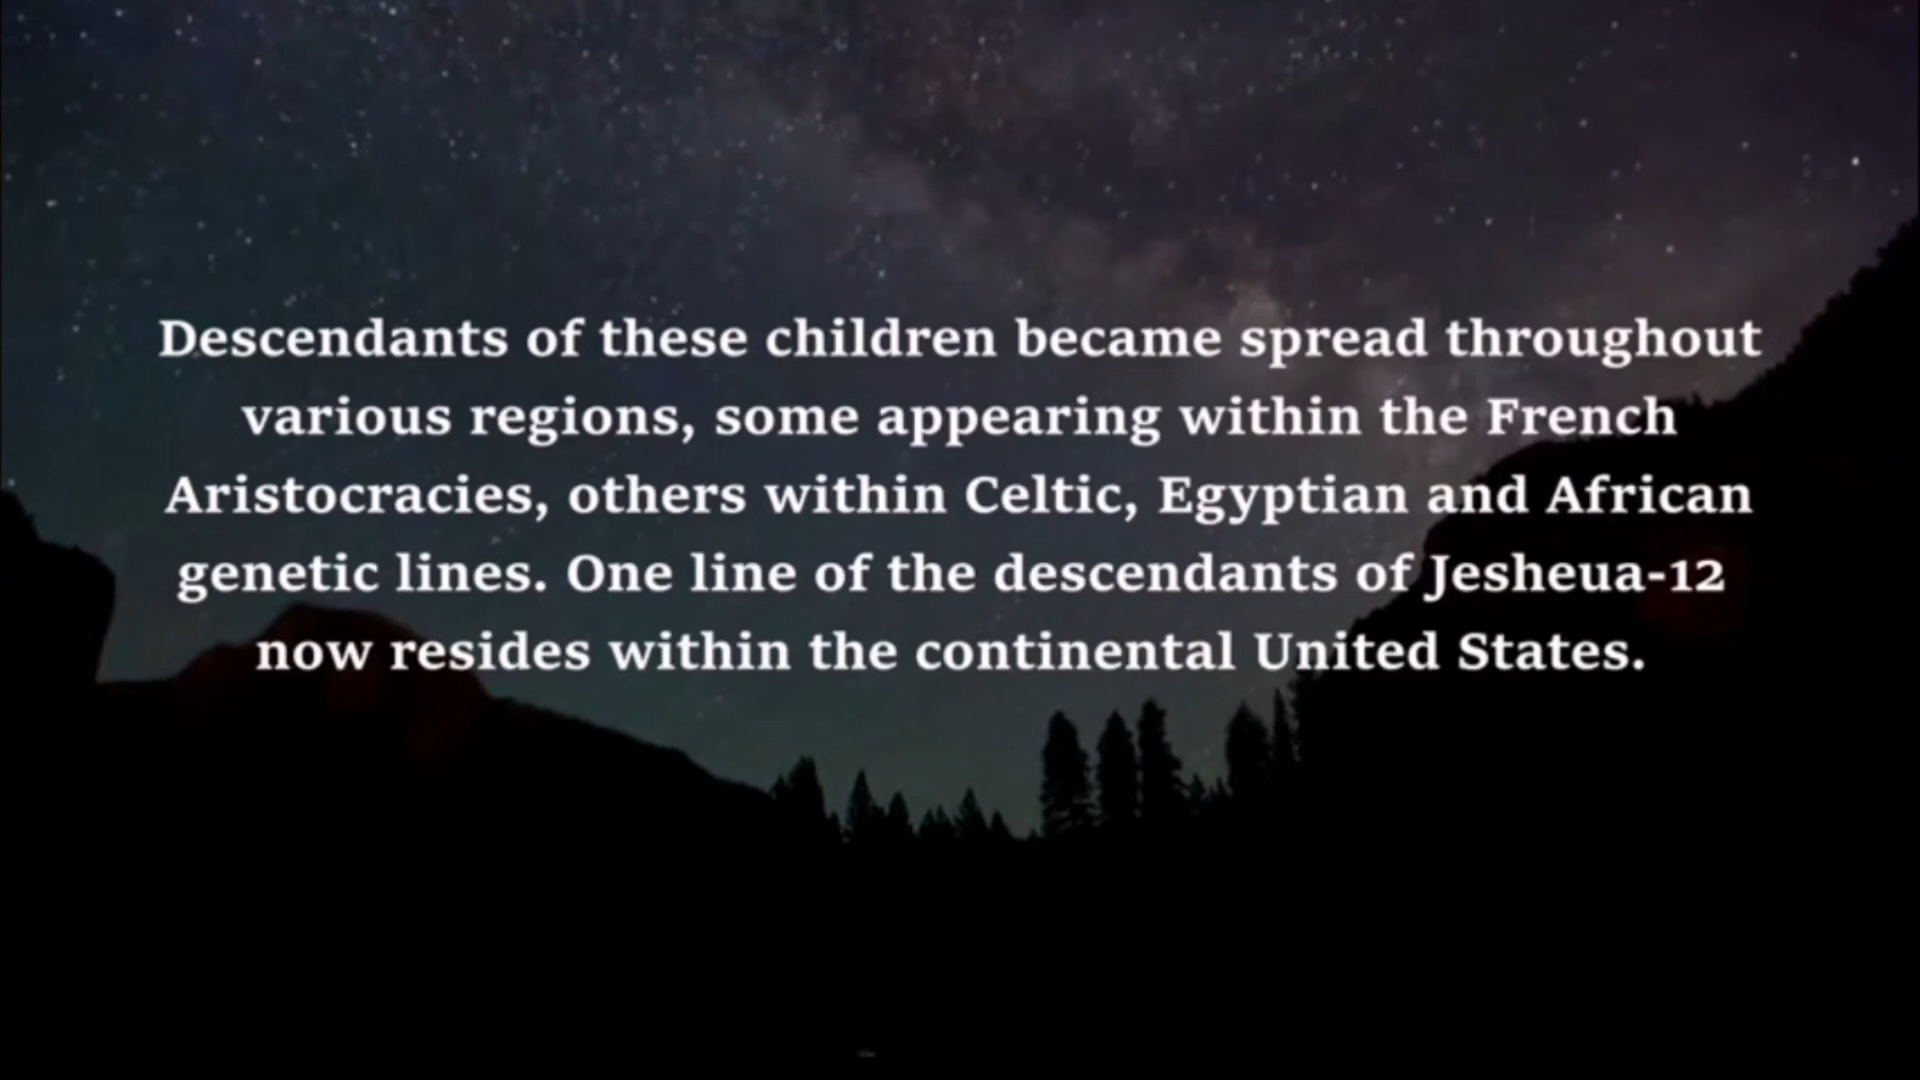 Descendants of these children became spread throughout
various regions, some appearing within the French
Aristocracies, others within Celtic, Egyptian and African
genetic lines. One line of the descendants of Jesheua-12
now resides within the continental United States.